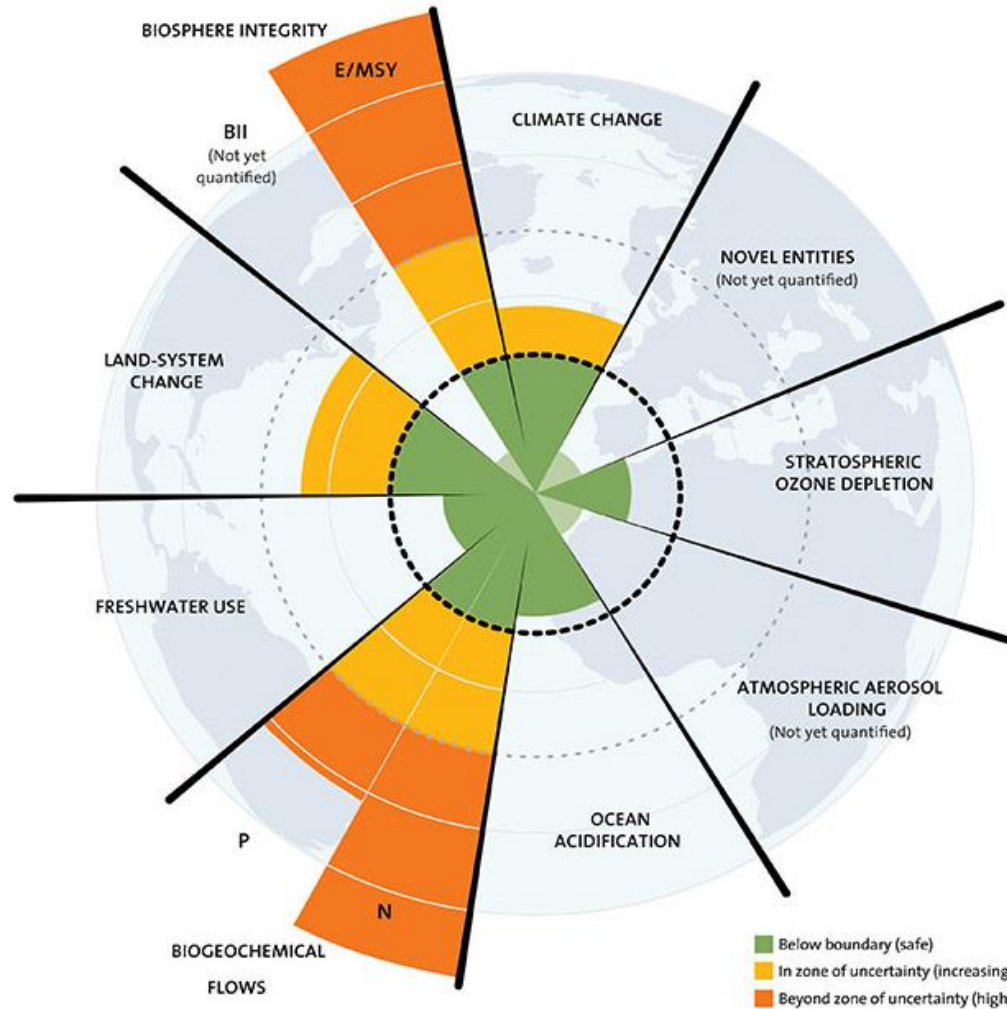 BIOSPHERE INTEGRITY
E/MSY
BII
(Not yet
quantified)
CLIMATE CHANGE
NOVEL ENTITIES
(Not yet quantified)
LAND-SYSTEM
CHANGE
STRATOSPHERIC
OZONE DEPLETION
FRESHWATER USE
ATMOSPHERIC AEROSOL
LOADING
(Not yet quantified)
OCEAN
ACIDIFICATION
P
N
BIOGEOCHEMICAL
FLOWS
Below boundary (safe)
In zone of uncertainty (increasing
Beyond zone of uncertainty (high